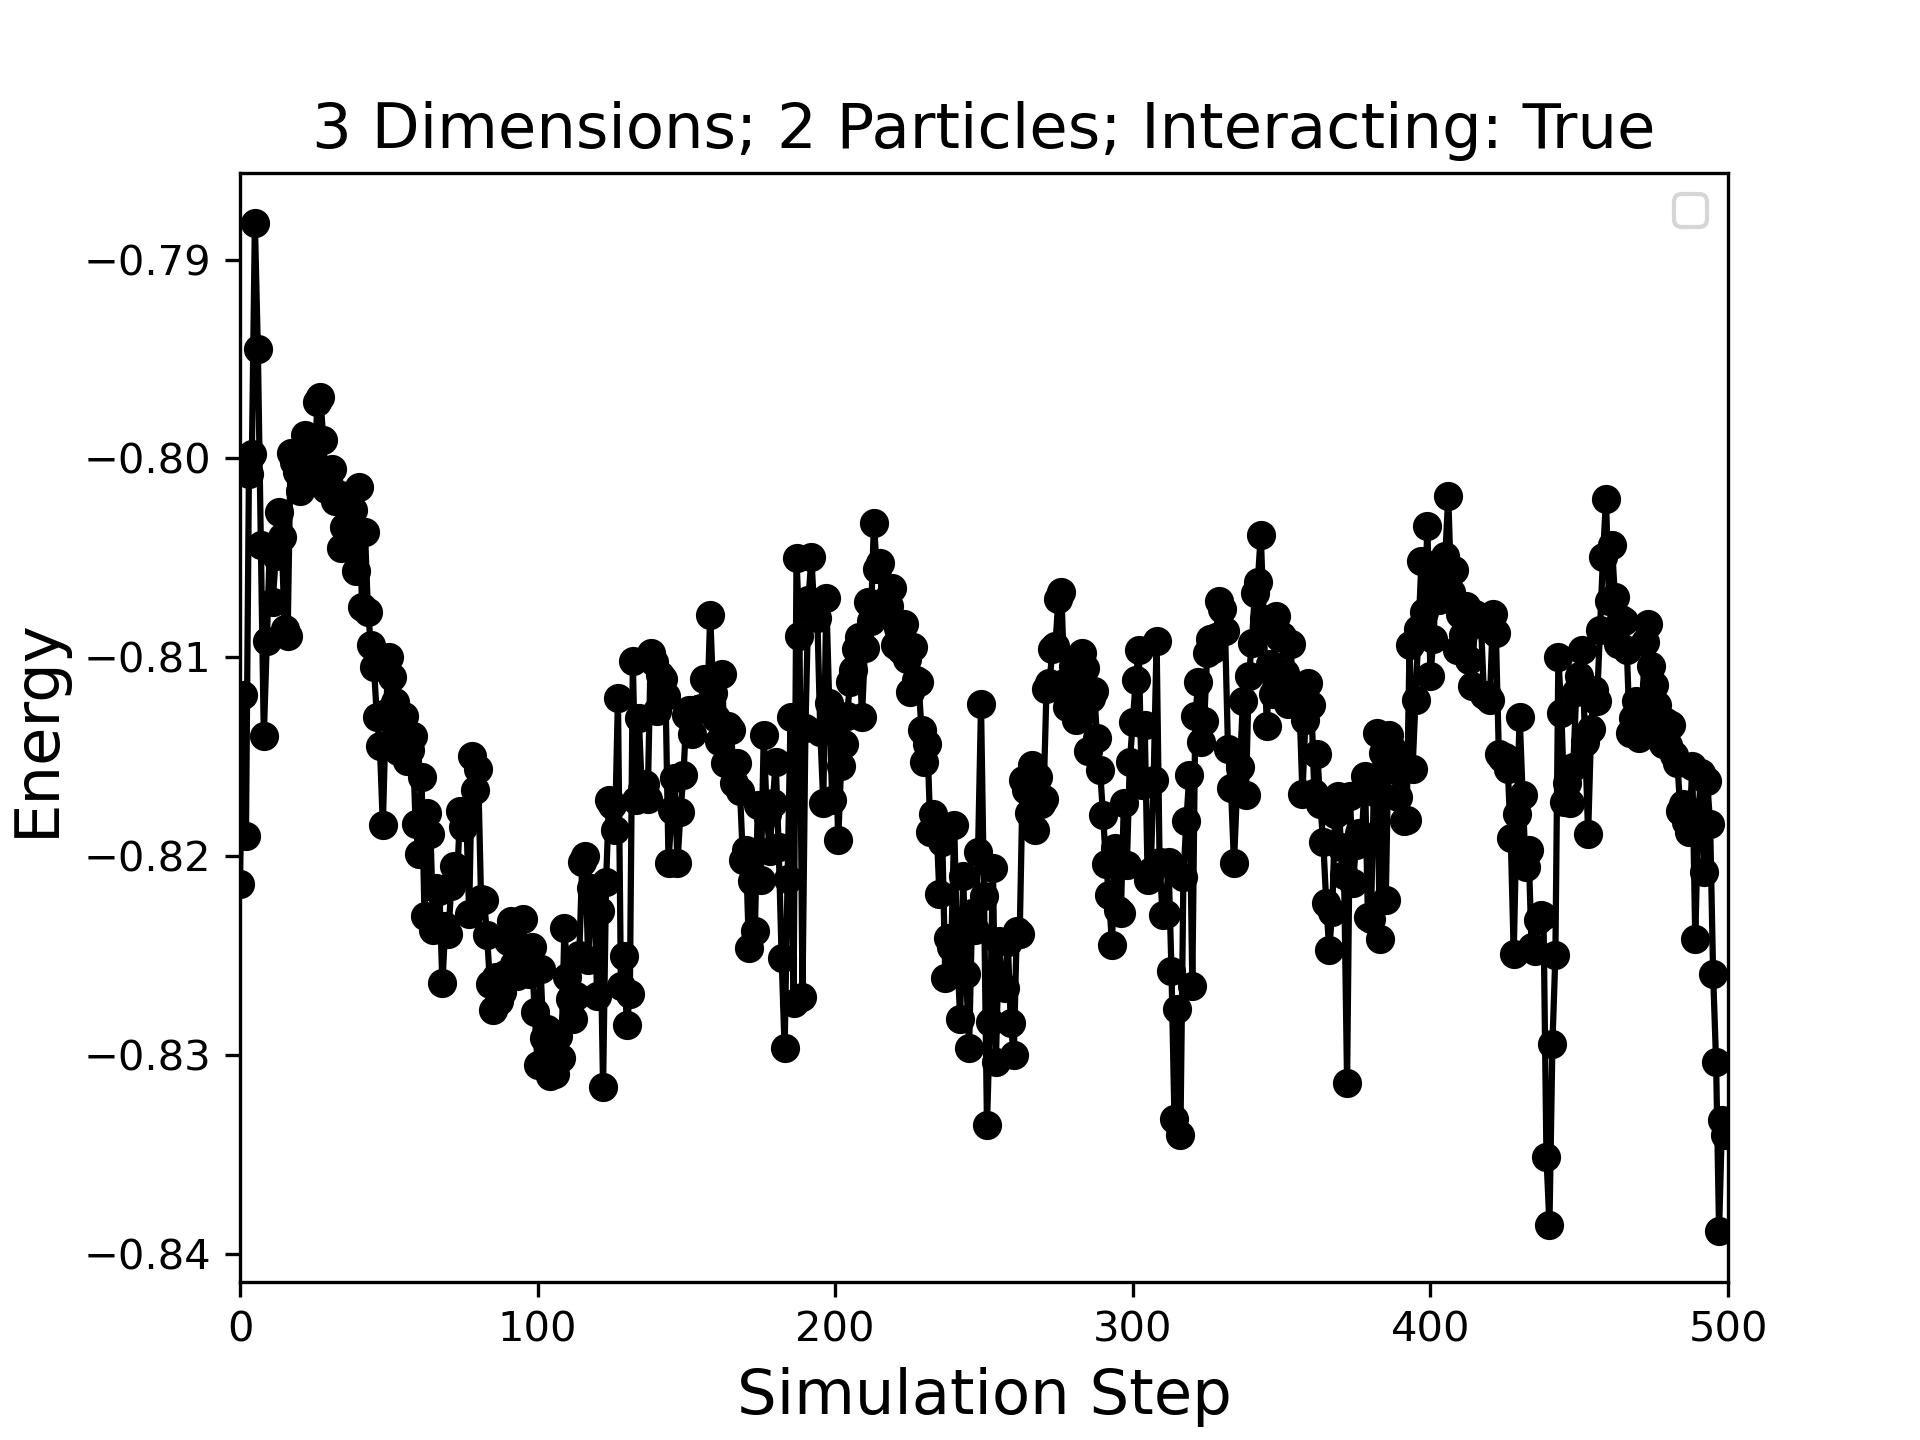 3 Dimensions; 2 Particles; Interacting: True
Energy
−0.79
−0.80
−0.81
−0.82
−0.83
−0.84
0 100 200 300 400 500
Simulation Step